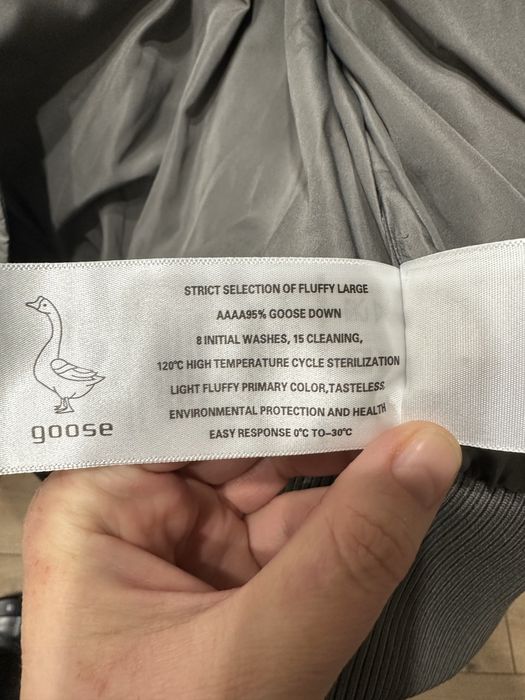 STRICT SELECTION OF FLUFFY LARGE
AAAA95% GOOSE DOWN
8 INITIAL WASHES, 15 CLEANING,
120℃ HIGH TEMPERATURE CYCLE STERILIZATION
LIGHT FLUFFY PRIMARY COLOR,TASTELESS
ENVIRONMENTAL PROTECTION AND HEALTH
EASY RESPONSE 0℃ TO–30℃
goose